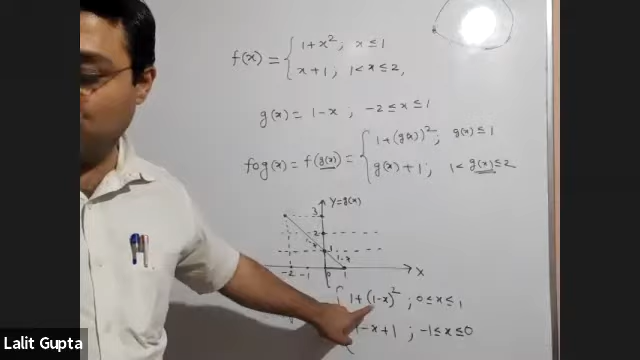 f(x) = { 1+x² ; x ≤ 1
x+1 ; 1 < x ≤ 2,
g(x) = 1-x ; -2 ≤ x ≤ 1
fog(x) = f(g(x)) = { 1+(g(x))² ; g(x) ≤ 1
g(x)+1 ; 1 < g(x) ≤ 2
Y=g(x)
3
2
1
1-x
-2 -1 0 1 X
{ 1+(1-x)² ; 0 ≤ x ≤ 1
1-x+1 ; -1 ≤ x ≤ 0
Lalit Gupta